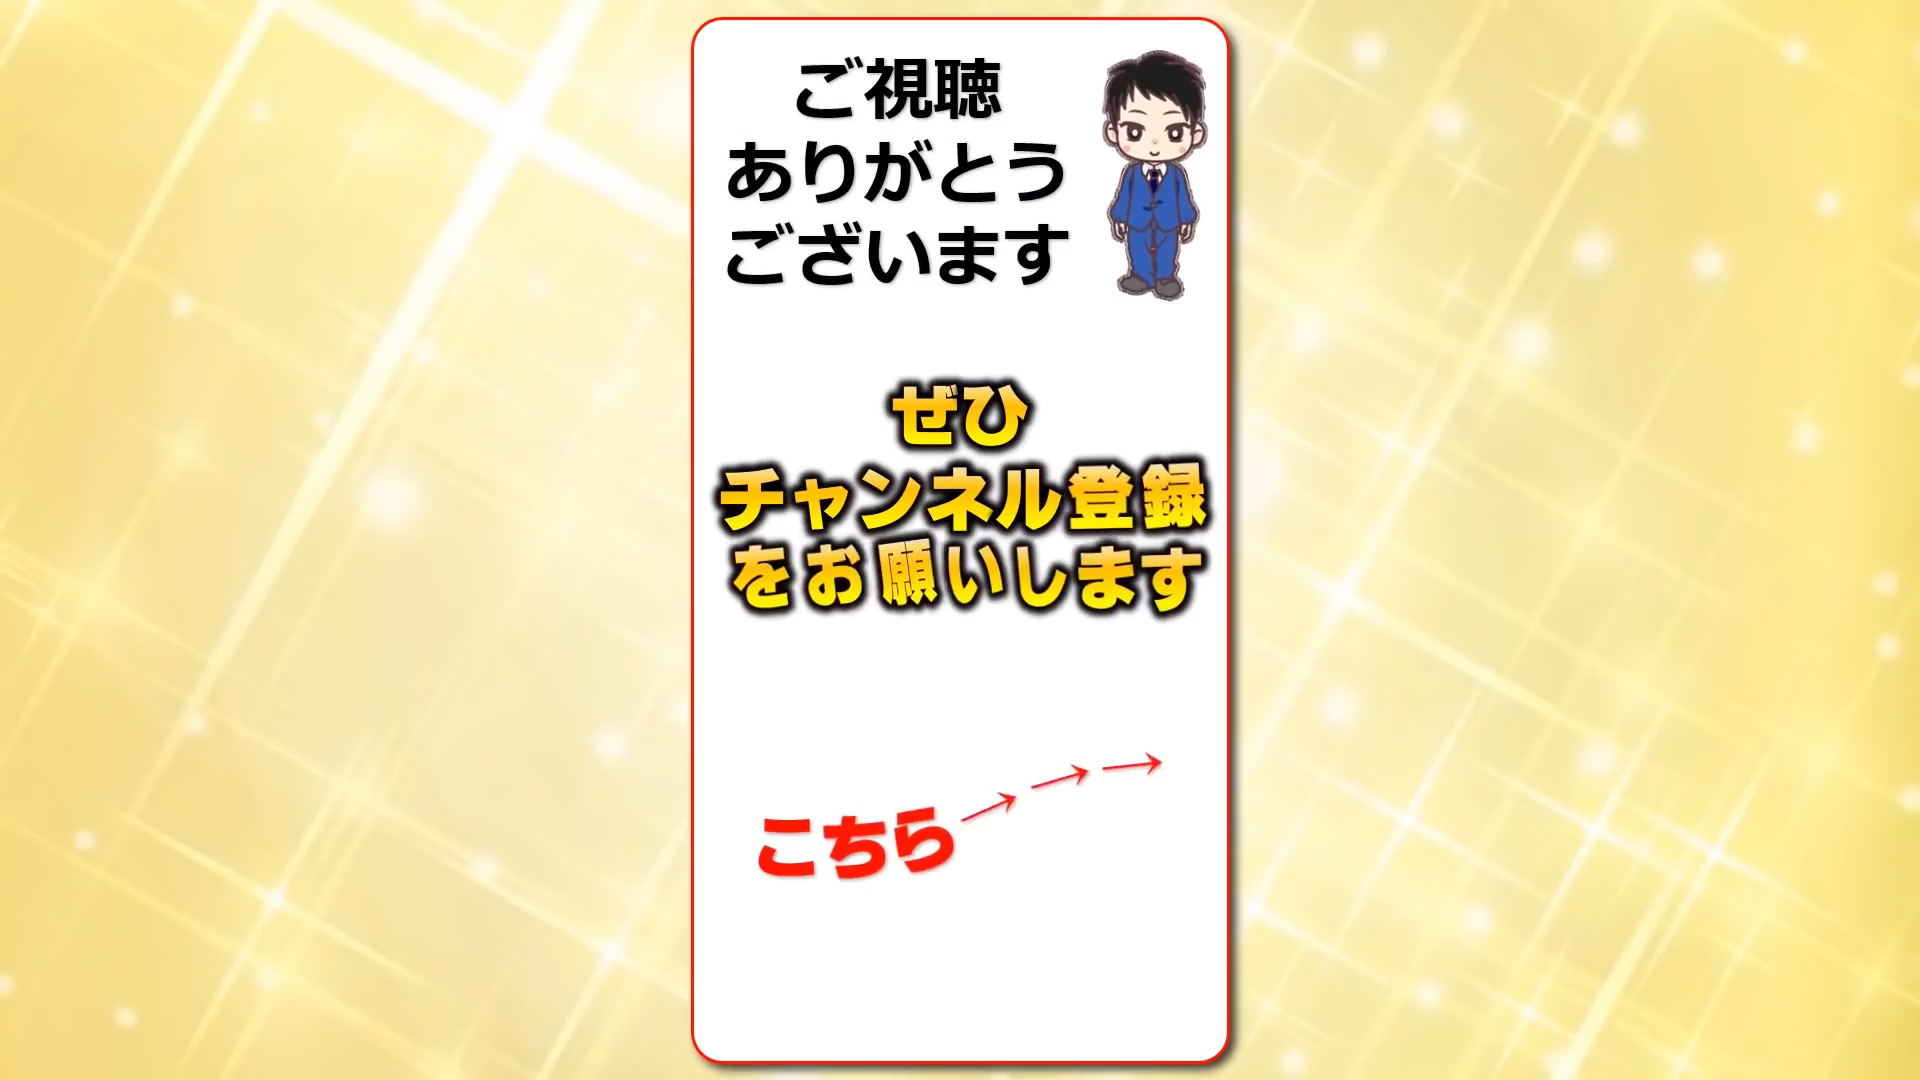 ご視聴
ありがとう
ございます
ぜひ
チャンネル登録
をお願いします
こちら→→→